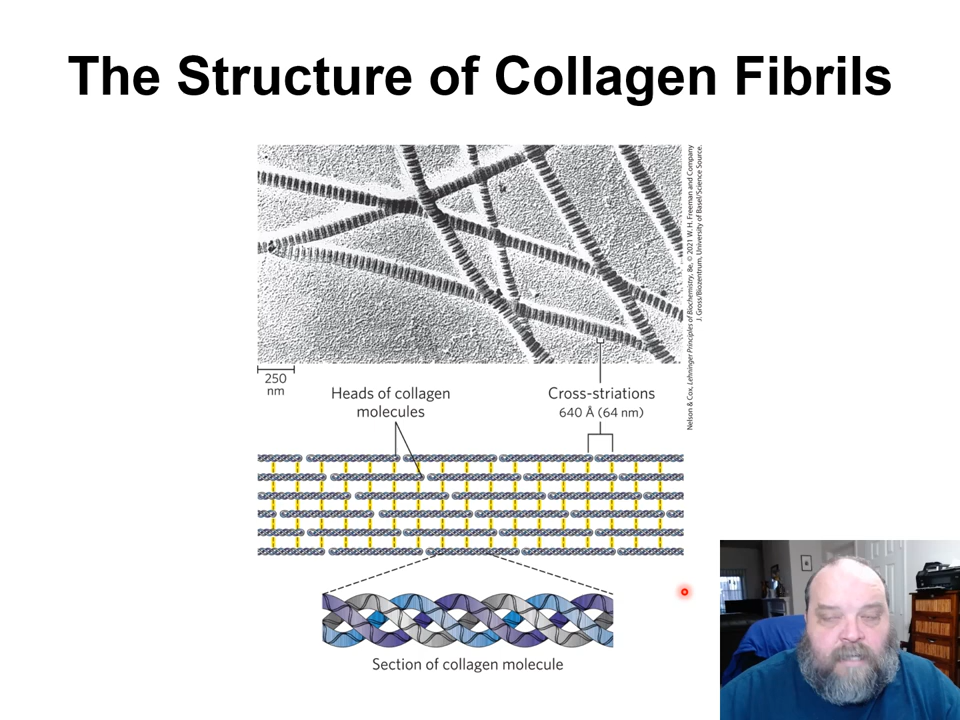 The Structure of Collagen Fibrils
Nelson & Cox, Lehninger Principles of Biochemistry, 8e, © 2021 W. H. Freeman and Company
J. Gross/Biozentrum, University of Basel/Science Source.
250
nm
Heads of collagen
molecules
Cross-striations
640 Å (64 nm)
Section of collagen molecule